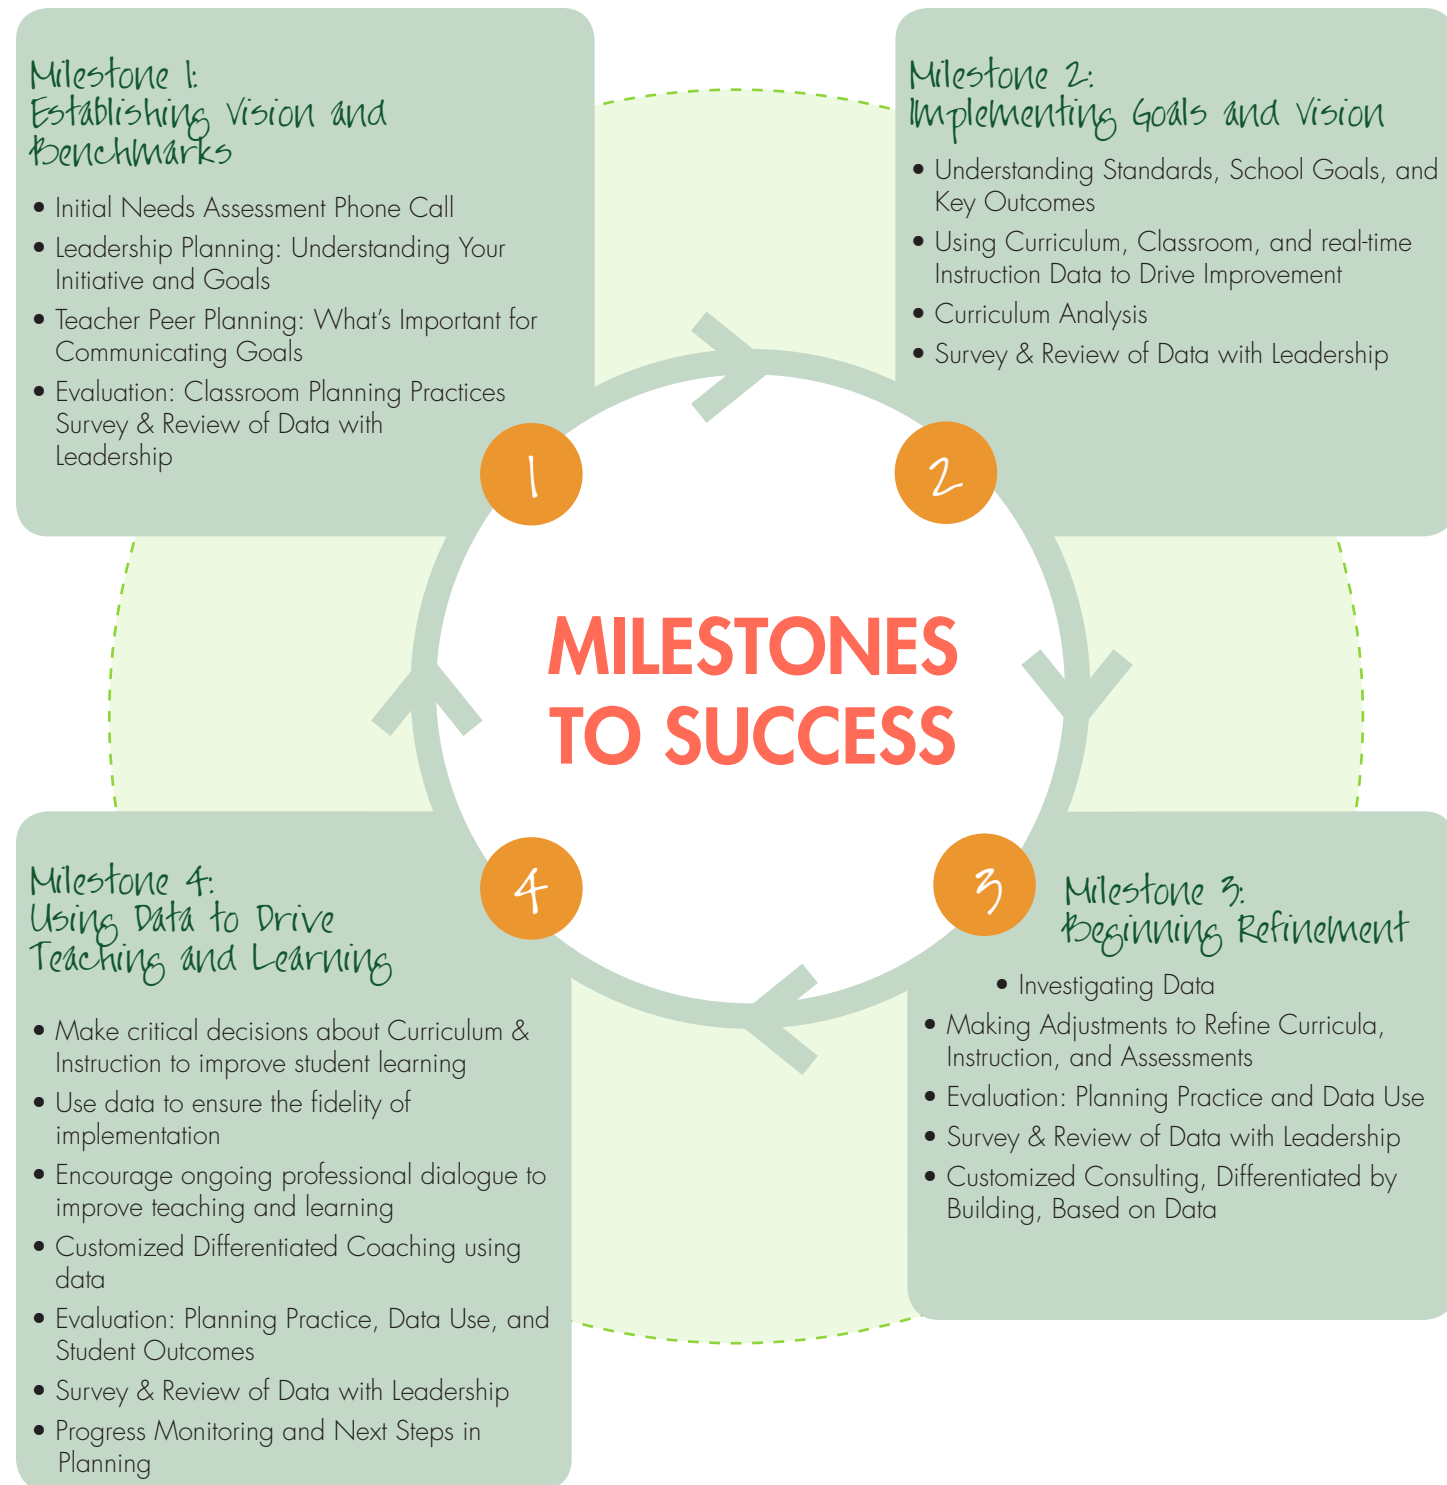 Milestone 1:
Establishing Vision and
Benchmarks
• Initial Needs Assessment Phone Call
• Leadership Planning: Understanding Your
Initiative and Goals
• Teacher Peer Planning: What's Important for
Communicating Goals
• Evaluation: Classroom Planning Practices
Survey & Review of Data with
Leadership
1
Milestone 2:
Implementing Goals and Vision
• Understanding Standards, School Goals, and
Key Outcomes
• Using Curriculum, Classroom, and real-time
Instruction Data to Drive Improvement
• Curriculum Analysis
• Survey & Review of Data with Leadership
2
MILESTONES
TO SUCCESS
3
Milestone 3:
Beginning Refinement
• Investigating Data
• Making Adjustments to Refine Curricula,
Instruction, and Assessments
• Evaluation: Planning Practice and Data Use
• Survey & Review of Data with Leadership
• Customized Consulting, Differentiated by
Building, Based on Data
4
Milestone 4:
Using Data to Drive
Teaching and Learning
• Make critical decisions about Curriculum &
Instruction to improve student learning
• Use data to ensure the fidelity of
implementation
• Encourage ongoing professional dialogue to
improve teaching and learning
• Customized Differentiated Coaching using
data
• Evaluation: Planning Practice, Data Use, and
Student Outcomes
• Survey & Review of Data with Leadership
• Progress Monitoring and Next Steps in
Planning